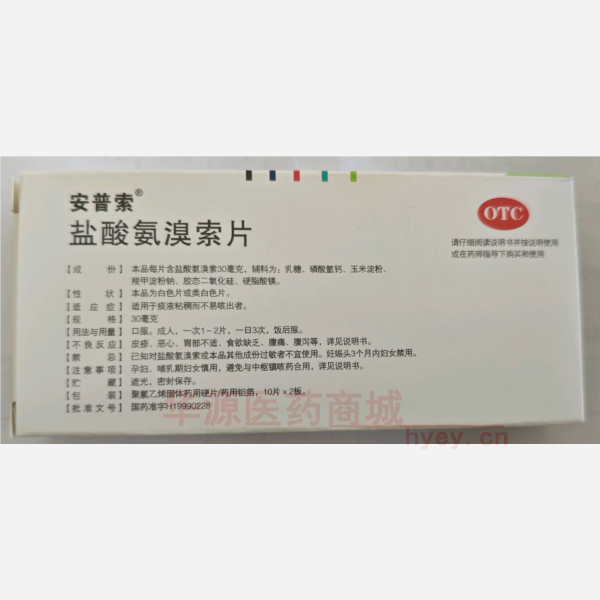 安普索®
盐酸氨溴索片
OTC
请仔细阅读说明书并按说明使用
或在药师指导下购买和使用
【成份】本品每片含盐酸氨溴索30毫克，辅料为：乳糖、磷酸氢钙、玉米淀粉、
羧甲淀粉钠、胶态二氧化硅、硬脂酸镁。
【性状】本品为白色片或类白色片。
【适应症】适用于痰液粘稠而不易咳出者。
【规格】30毫克
【用法与用量】口服。成人，一次1－2片，一日3次，饭后服。
【不良反应】皮疹、恶心、胃部不适、食欲缺乏、腹痛、腹泻等，详见说明书。
【禁忌】已知对盐酸氨溴索或本品其他成份过敏者不宜使用。妊娠头3个月内妇女禁用。
【注意事项】孕妇、哺乳期妇女慎用，避免与中枢镇咳药合用，详见说明书。
【贮藏】遮光，密封保存。
【包装】聚氯乙烯固体药用硬片/药用铝箔，10片×2板。
【批准文号】国药准字H19990228
华源医药商城
hyey.cn